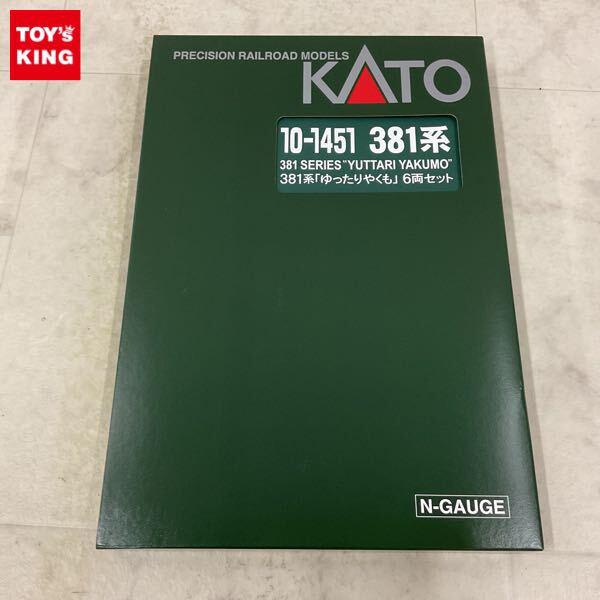 TOY'S
KING
PRECISION RAILROAD MODELS
KATO
10-1451 381系
381 SERIES "YUTTARI YAKUMO"
381系「ゆったりやくも」6両セット
N-GAUGE